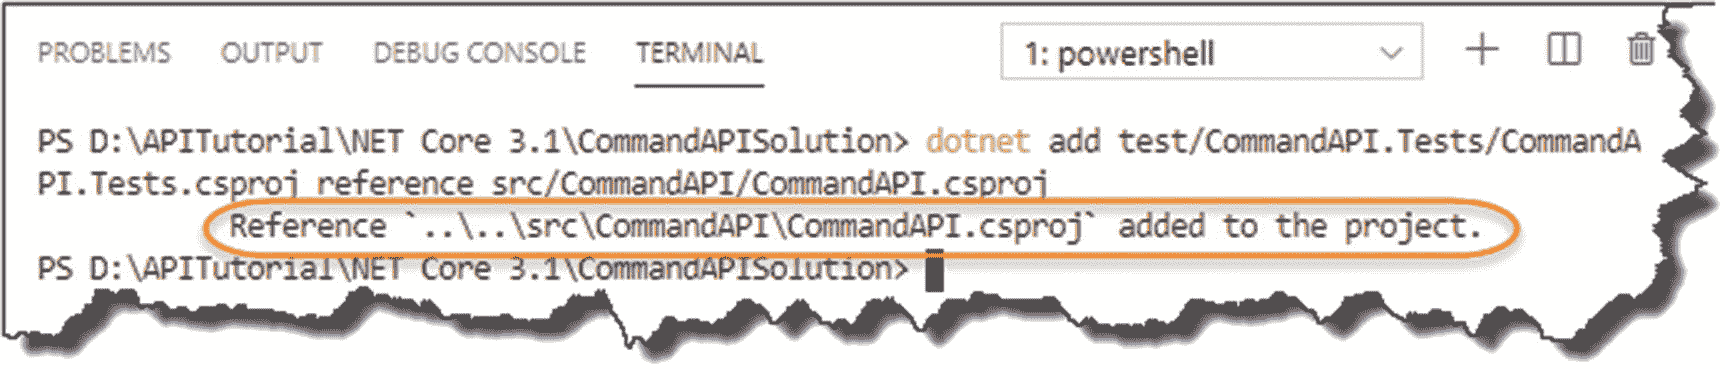 PROBLEMS OUTPUT DEBUG CONSOLE TERMINAL 1: powershell
PS D:\APITutorial\NET Core 3.1\CommandAPISolution> dotnet add test/CommandAPI.Tests/CommandA
PI.Tests.csproj reference src/CommandAPI/CommandAPI.csproj
Reference `..\..\src\CommandAPI\CommandAPI.csproj` added to the project.
PS D:\APITutorial\NET Core 3.1\CommandAPISolution>